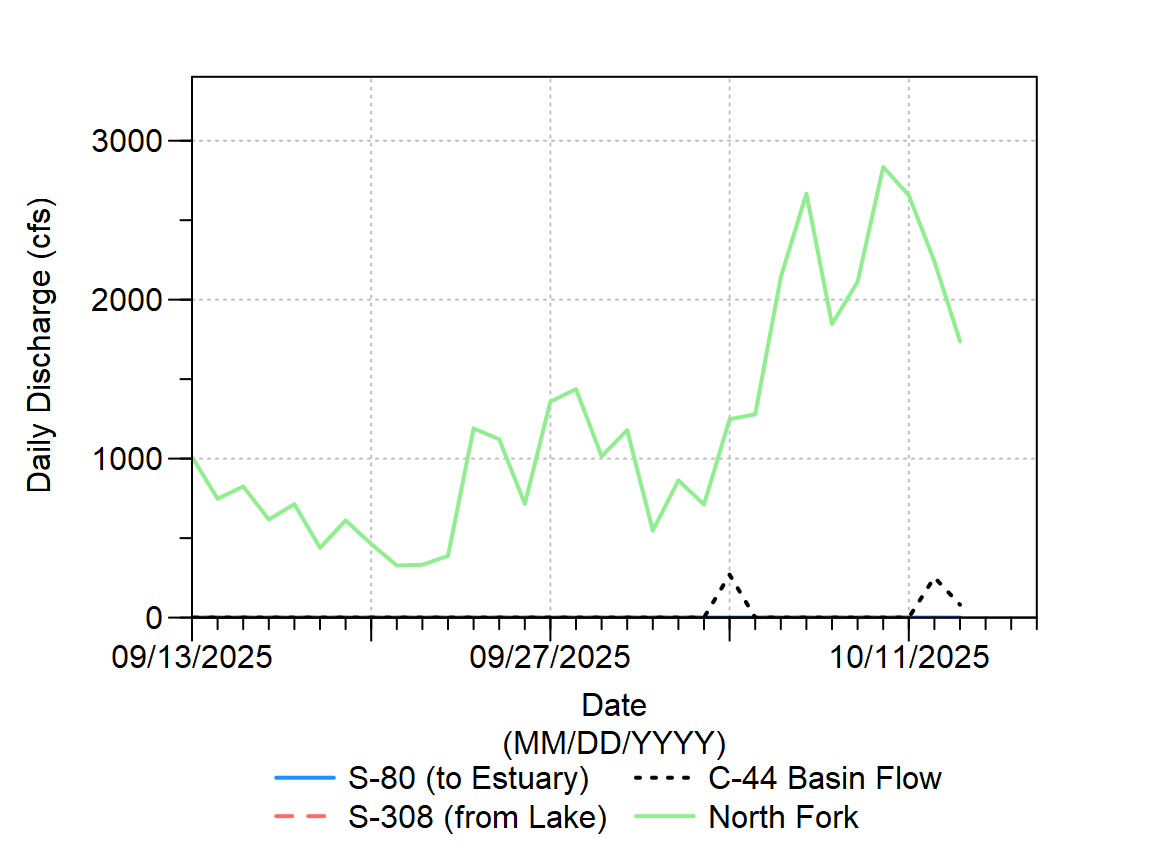 Daily Discharge (cfs)
3000
2000
1000
0
09/13/2025 09/27/2025 10/11/2025
Date
(MM/DD/YYYY)
S-80 (to Estuary) C-44 Basin Flow
S-308 (from Lake) North Fork